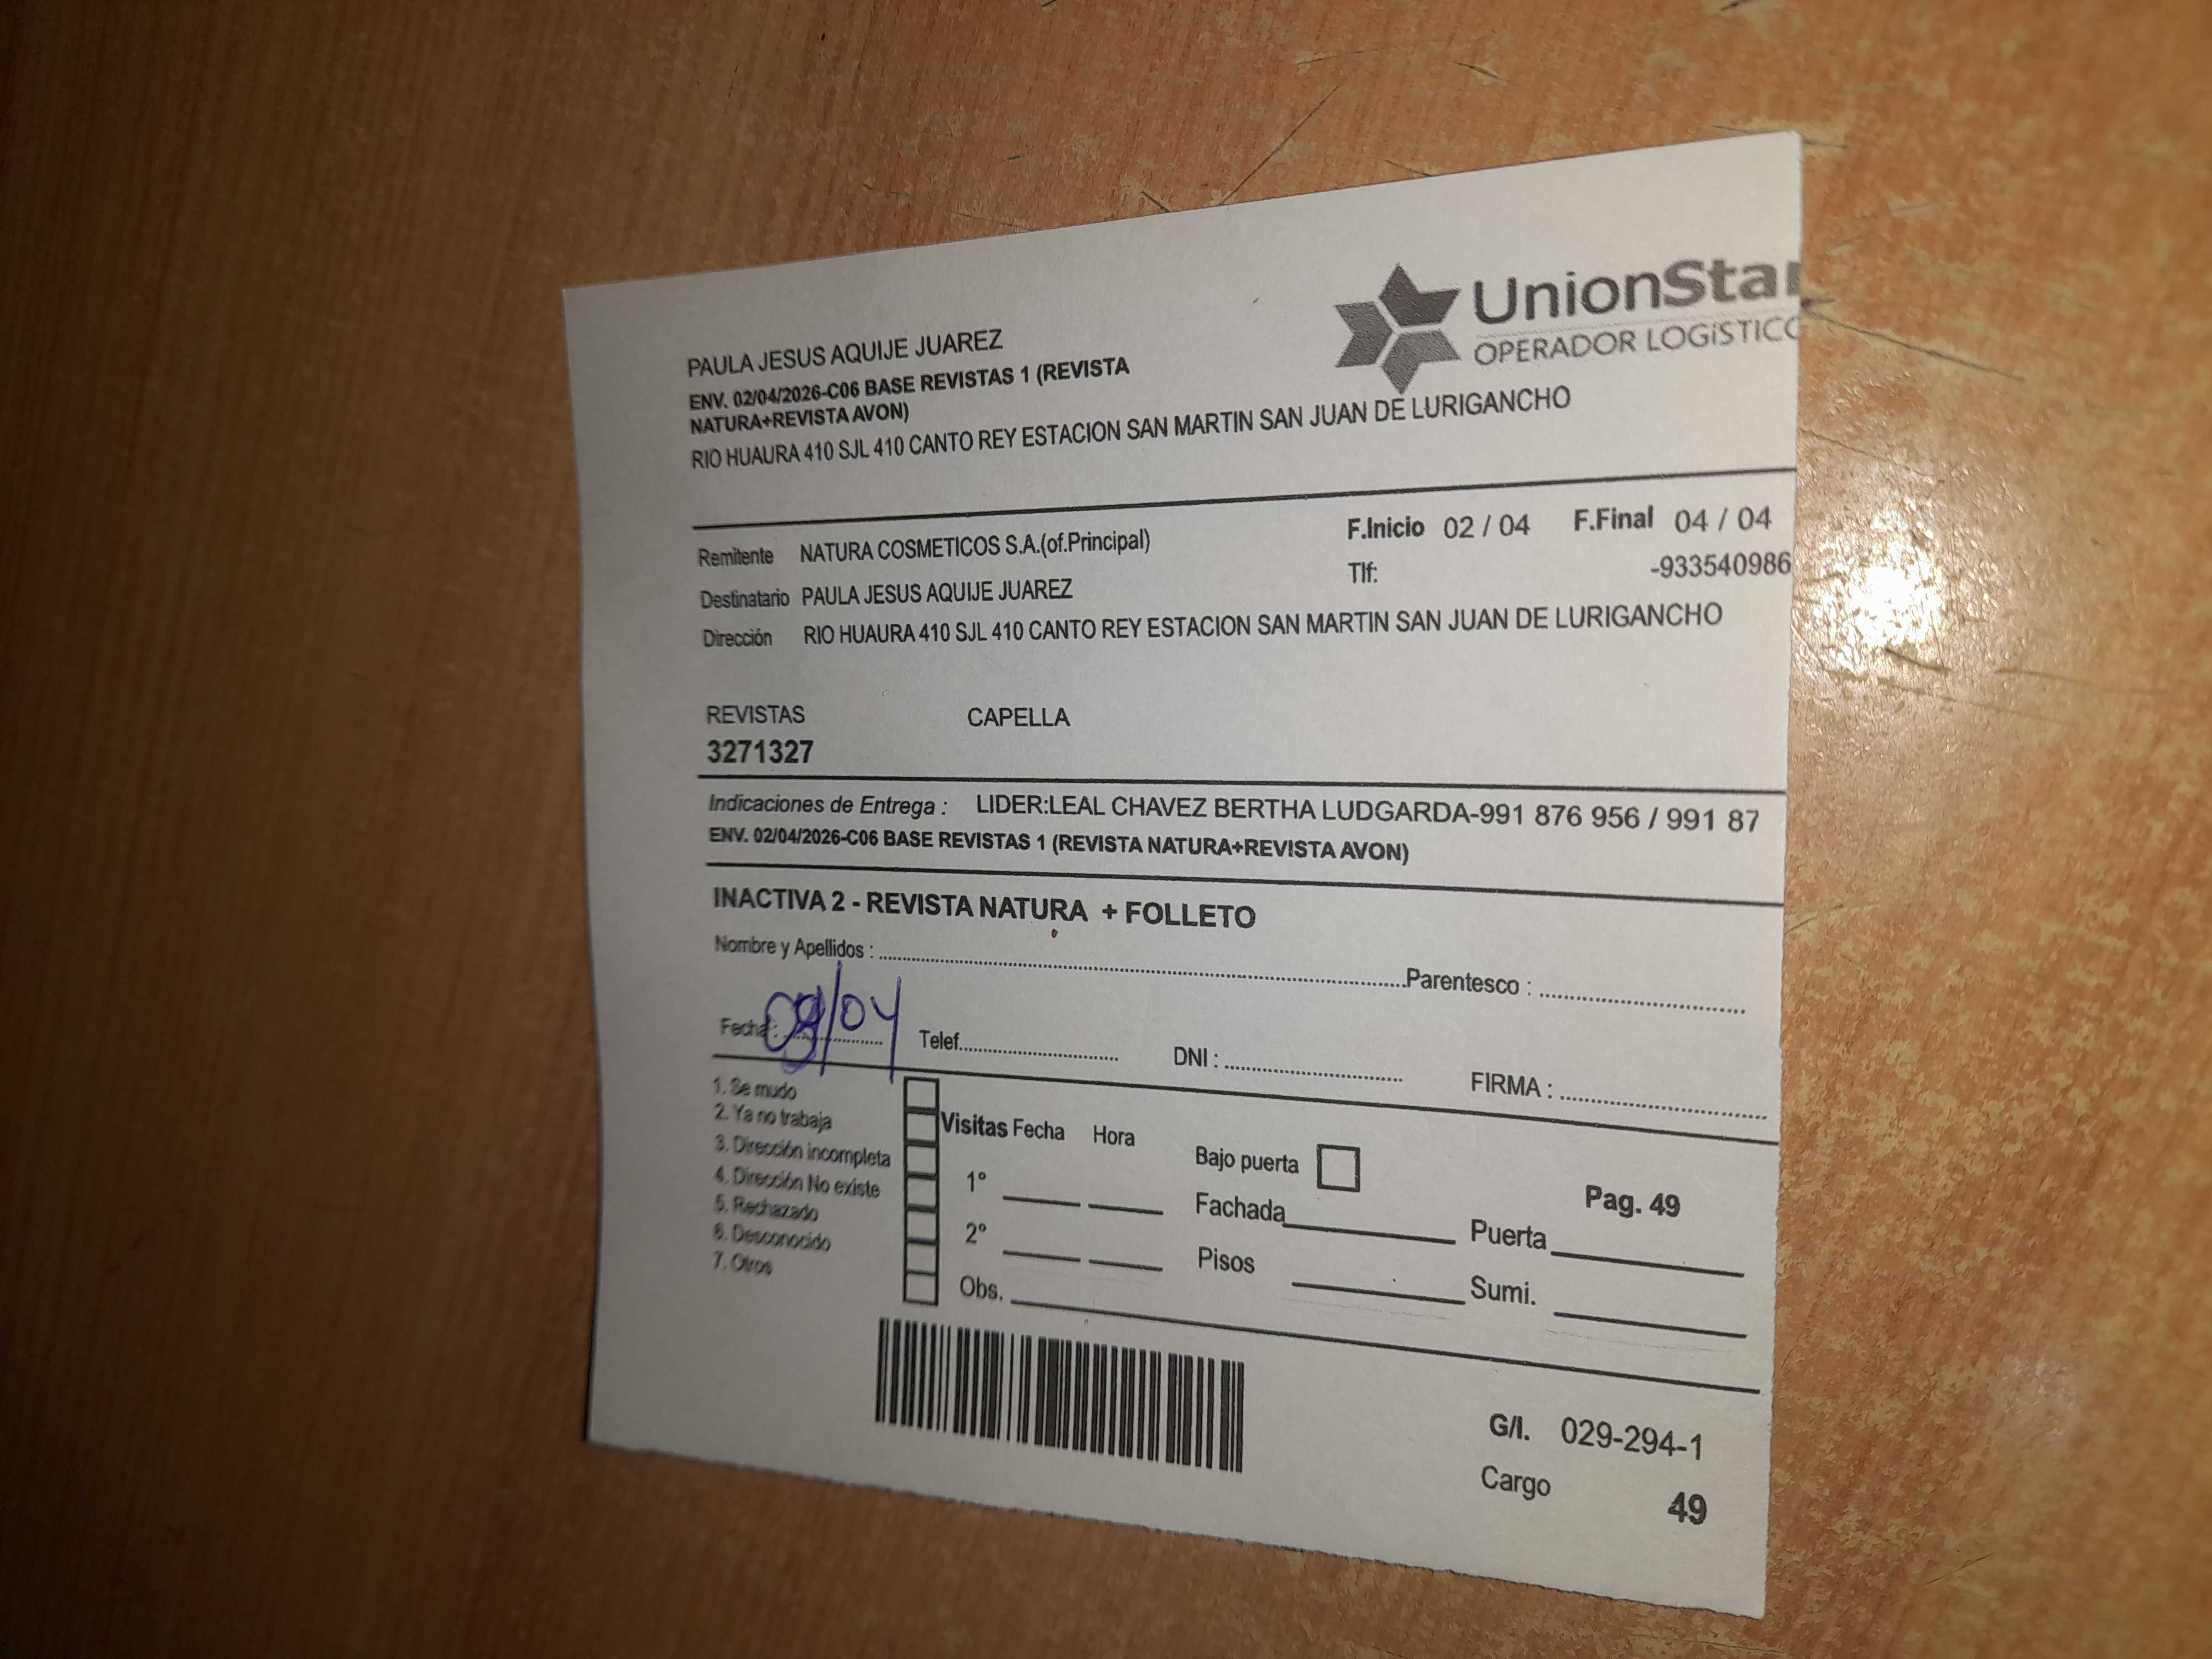 UnionStar
OPERADOR LOGíSTICO
PAULA JESUS AQUIJE JUAREZ
ENV. 02/04/2026-C06 BASE REVISTAS 1 (REVISTA
NATURA+REVISTA AVON)
RIO HUAURA 410 SJL 410 CANTO REY ESTACION SAN MARTIN SAN JUAN DE LURIGANCHO
Remitente NATURA COSMETICOS S.A.(of.Principal) F.Inicio 02 / 04 F.Final 04 / 04
Destinatario PAULA JESUS AQUIJE JUAREZ Tlf: -933540986
Dirección RIO HUAURA 410 SJL 410 CANTO REY ESTACION SAN MARTIN SAN JUAN DE LURIGANCHO
REVISTAS CAPELLA
3271327
Indicaciones de Entrega : LIDER:LEAL CHAVEZ BERTHA LUDGARDA-991 876 956 / 991 87
ENV. 02/04/2026-C06 BASE REVISTAS 1 (REVISTA NATURA+REVISTA AVON)
INACTIVA 2 - REVISTA NATURA + FOLLETO
Nombre y Apellidos : Parentesco :
Fecha : /04 Telef. DNI : FIRMA :
1. Se mudo
2. Ya no trabaja
3. Dirección incompleta
4. Dirección No existe
5. Rechazado
6. Desconocido
7. Otros
Visitas Fecha Hora
1°
2°
Obs.
Bajo puerta
Fachada Puerta
Pisos Sumi.
Pag. 49
G/I. 029-294-1
Cargo 49